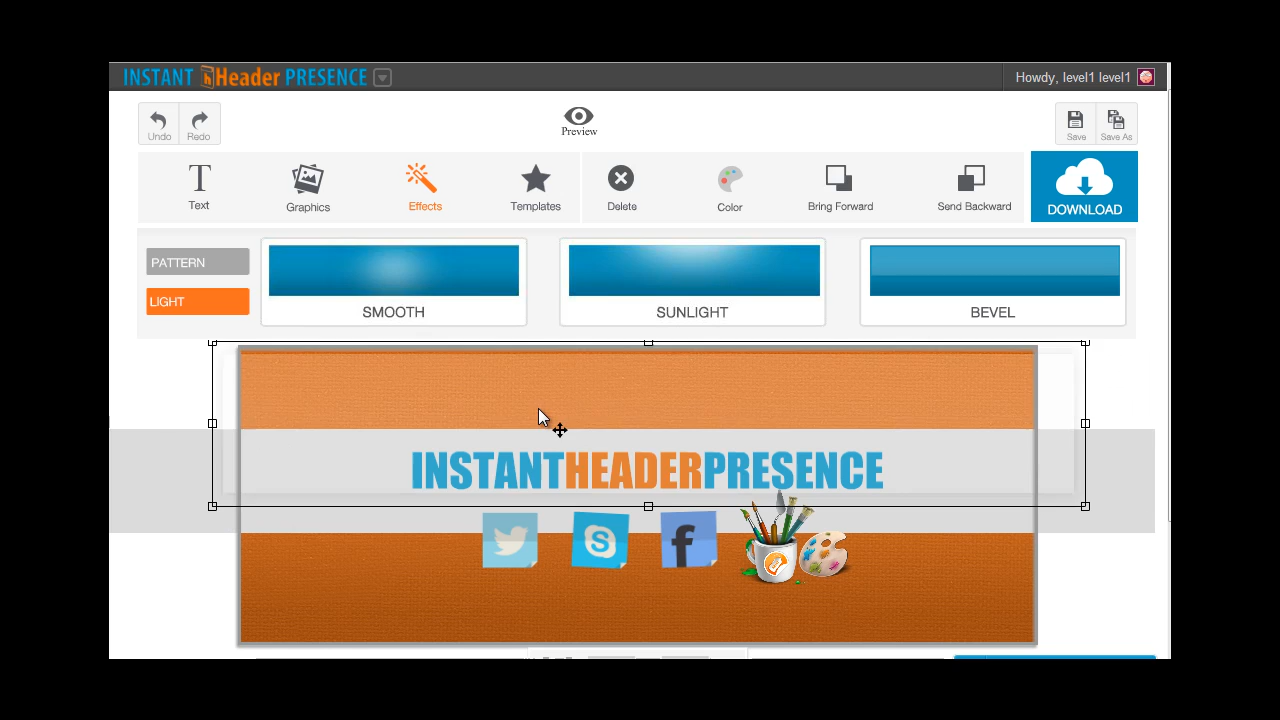 INSTANT Header PRESENCE
Howdy, level1 level1
Undo
Redo
Preview
Save
Save As
Text
Graphics
Effects
Templates
Delete
Color
Bring Forward
Send Backward
DOWNLOAD
PATTERN
LIGHT
SMOOTH
SUNLIGHT
BEVEL
INSTANTHEADERPRESENCE